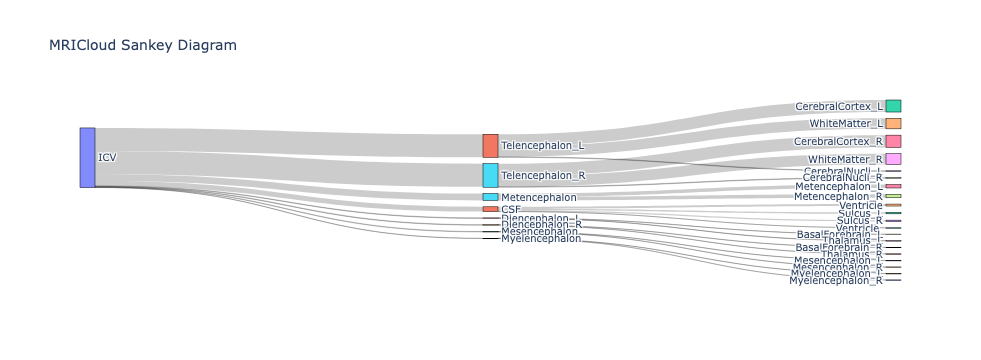 MRICloud Sankey Diagram
ICV
Telencephalon_L
Telencephalon_R
Metencephalon
CSF
Diencephalon_L
Diencephalon_R
Mesencephalon
Myelencephalon
CerebralCortex_L
WhiteMatter_L
CerebralCortex_R
WhiteMatter_R
CerebralNucli_L
CerebralNucli_R
Metencephalon_L
Metencephalon_R
Ventricle
Sulcus_L
Sulcus_R
Ventricle
BasalForebrain_L
Thalamus_L
BasalForebrain_R
Thalamus_R
Mesencephalon_L
Mesencephalon_R
Myelencephalon_L
Myelencephalon_R